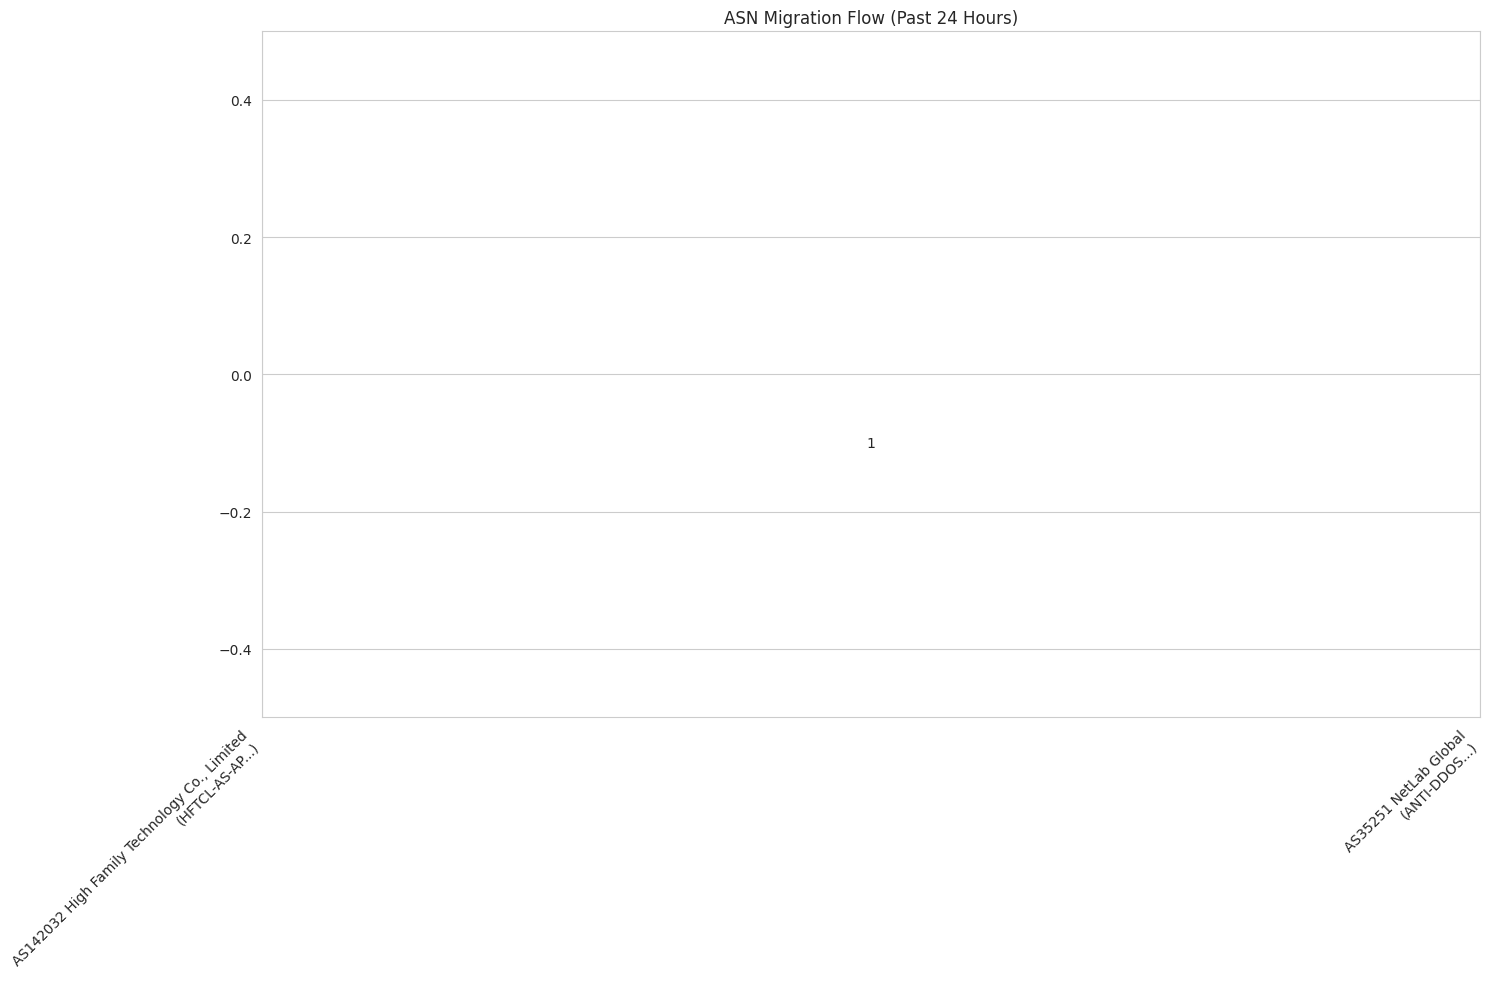 ASN Migration Flow (Past 24 Hours)
0.4
0.2
0.0
1
−0.2
−0.4
AS142032 High Family Technology Co., Limited
(HFTCL-AS-AP...)
AS35251 NetLab Global
(ANTI-DDOS...)